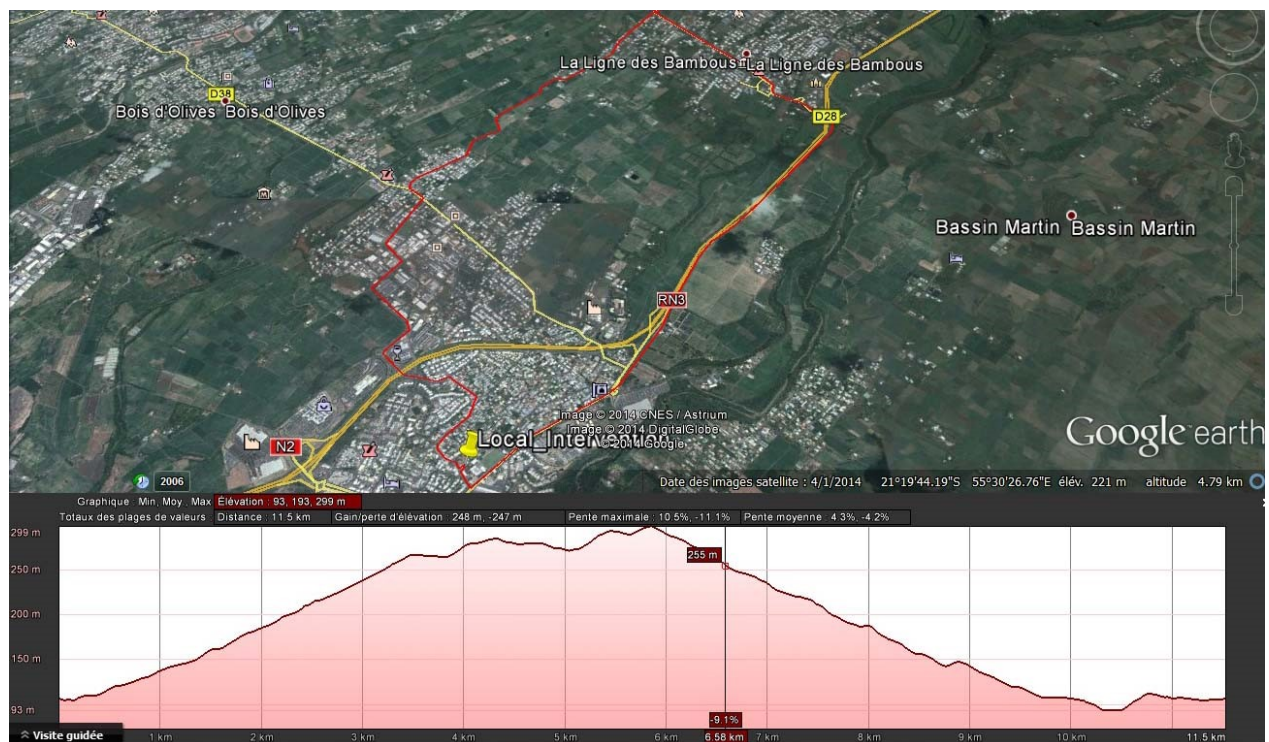 La Ligne des Bambous La Ligne des Bambous
D38
Bois d'Olives Bois d'Olives
D28
Bassin Martin Bassin Martin
RN3
Image © 2014 CNES / Astrium
Image © 2014 DigitalGlobe
© 2014 Google
Local_Intervention
N2
Google earth
2006
Date des images satellite : 4/1/2014 21°19'44.19"S 55°30'26.76"E élév. 221 m altitude 4.79 km
Graphique : Min, Moy, Max Élévation : 93, 193, 299 m
Totaux des plages de valeurs : Distance : 11.5 km Gain/perte d'élévation : 248 m, -247 m Pente maximale : 10.5%, -11.1% Pente moyenne : 4.3%, -4.2%
299 m
255 m
250 m
200 m
150 m
93 m
-9.1%
Visite guidée
1 km 2 km 3 km 4 km 5 km 6 km 6.58 km 7 km 8 km 9 km 10 km 11.5 km